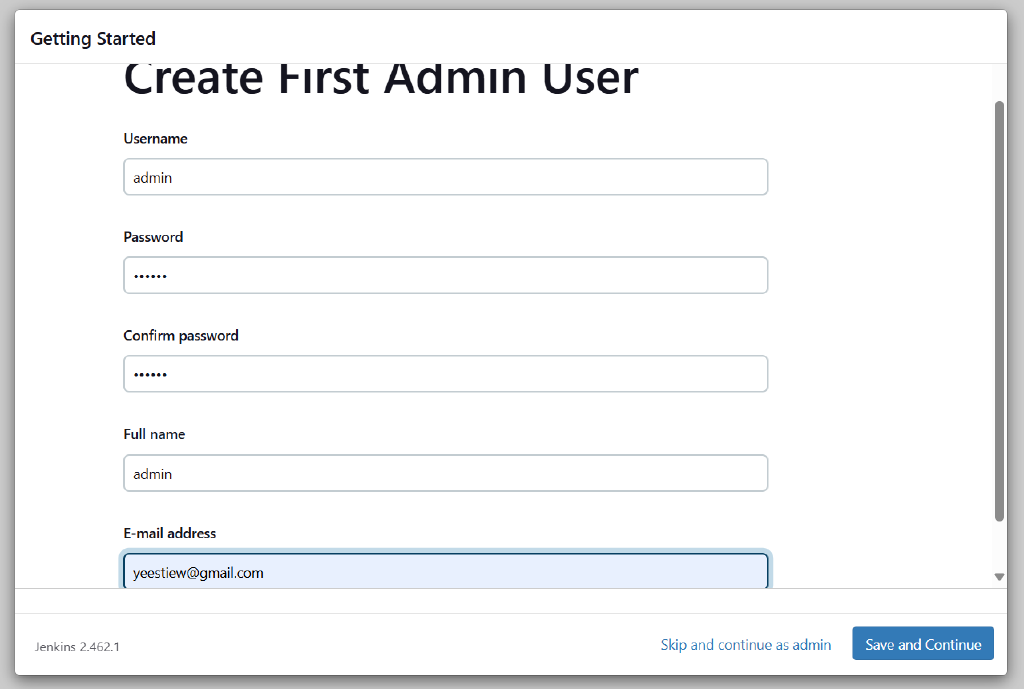 Getting Started
Create First Admin User
Username
admin
Password
••••••
Confirm password
••••••
Full name
admin
E-mail address
yeestiew@gmail.com
Jenkins 2.462.1
Skip and continue as admin
Save and Continue